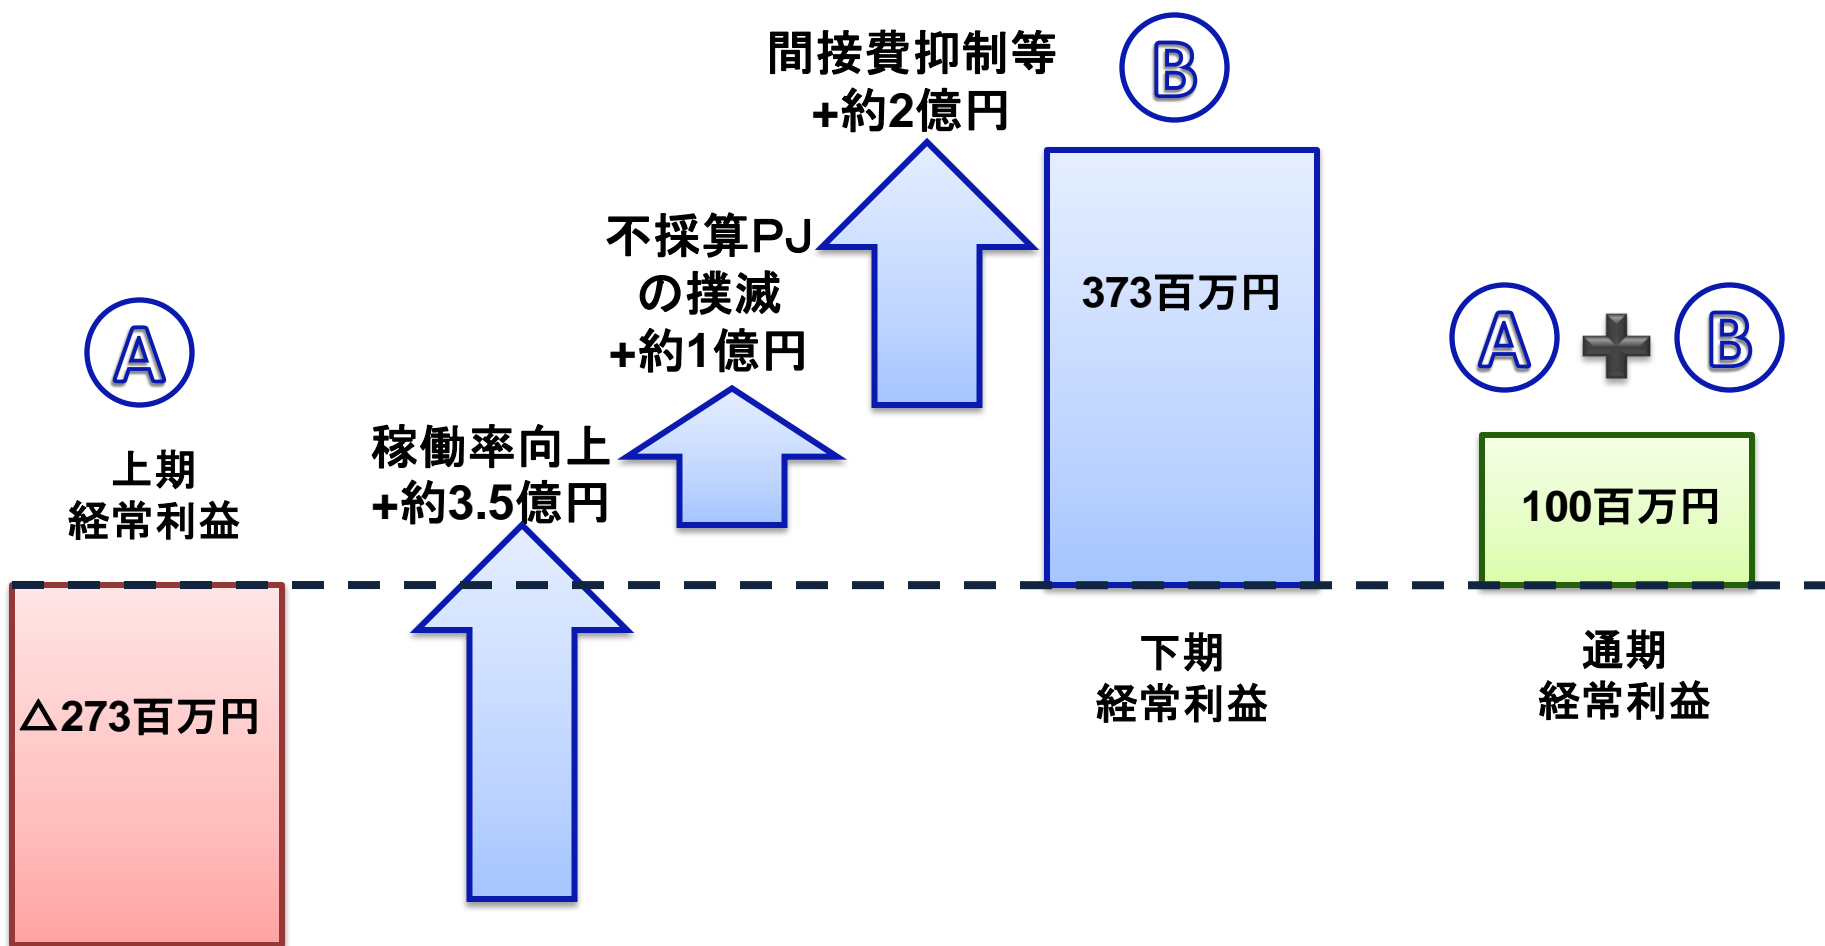 A
上期
経常利益
△273百万円
稼働率向上
+約3.5億円
不採算PJ
の撲滅
+約1億円
間接費抑制等
+約2億円
B
373百万円
下期
経常利益
A + B
100百万円
通期
経常利益